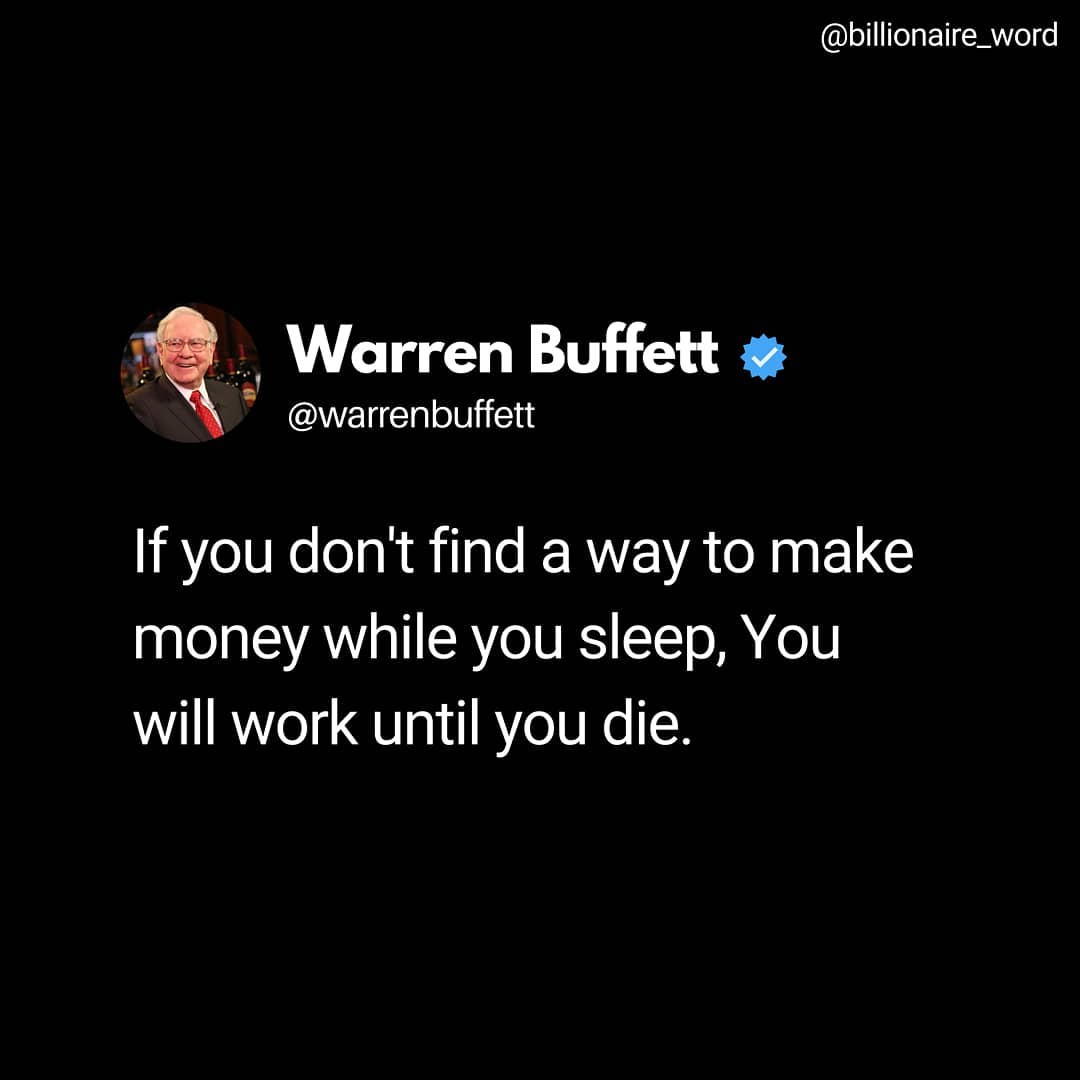 @billionaire_word
Warren Buffett
@warrenbuffett
If you don't find a way to make
money while you sleep, You
will work until you die.